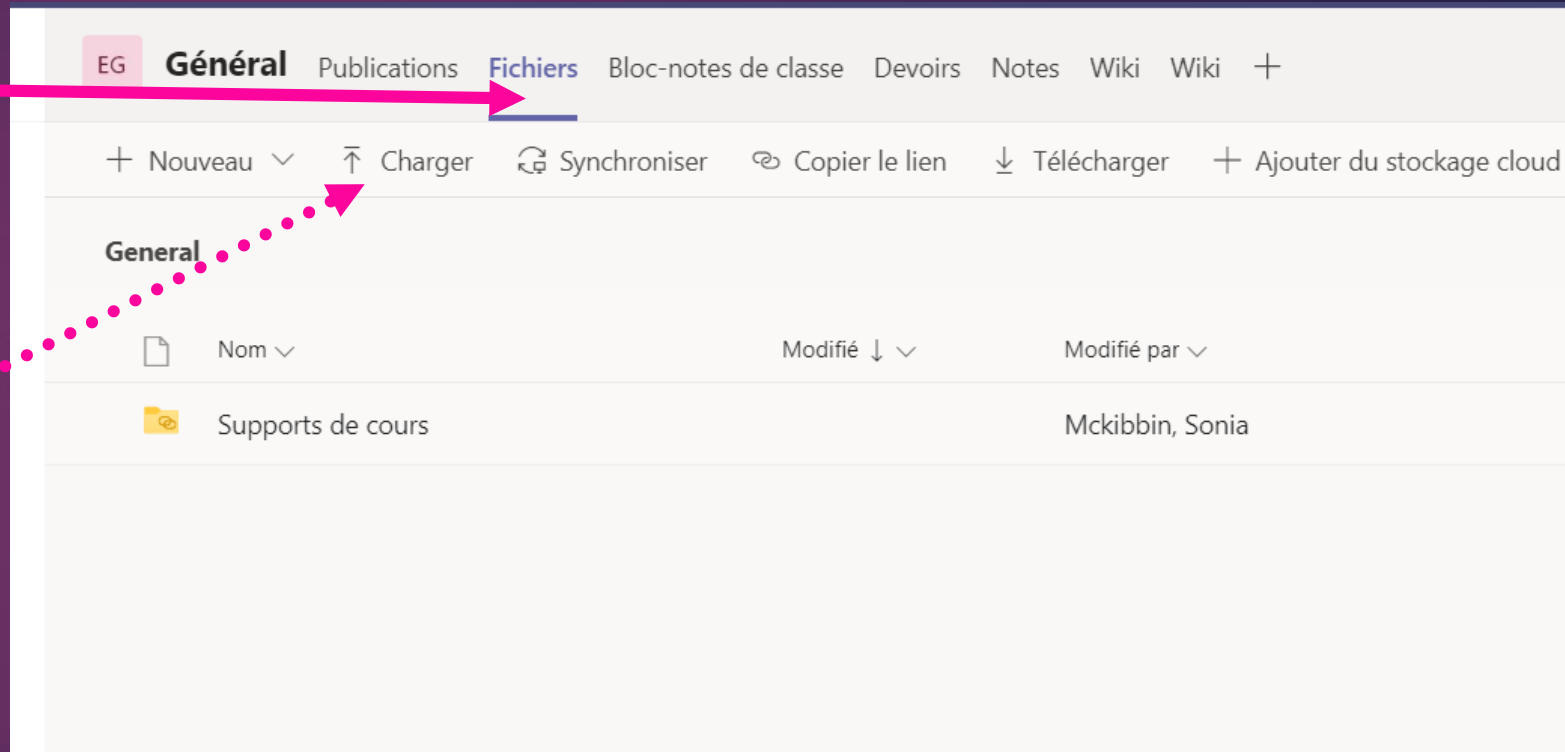 EG Général Publications Fichiers Bloc-notes de classe Devoirs Notes Wiki Wiki +
+ Nouveau Charger Synchroniser Copier le lien Télécharger + Ajouter du stockage cloud
General
Nom Modifié ↓ Modifié par
Supports de cours Mckibbin, Sonia